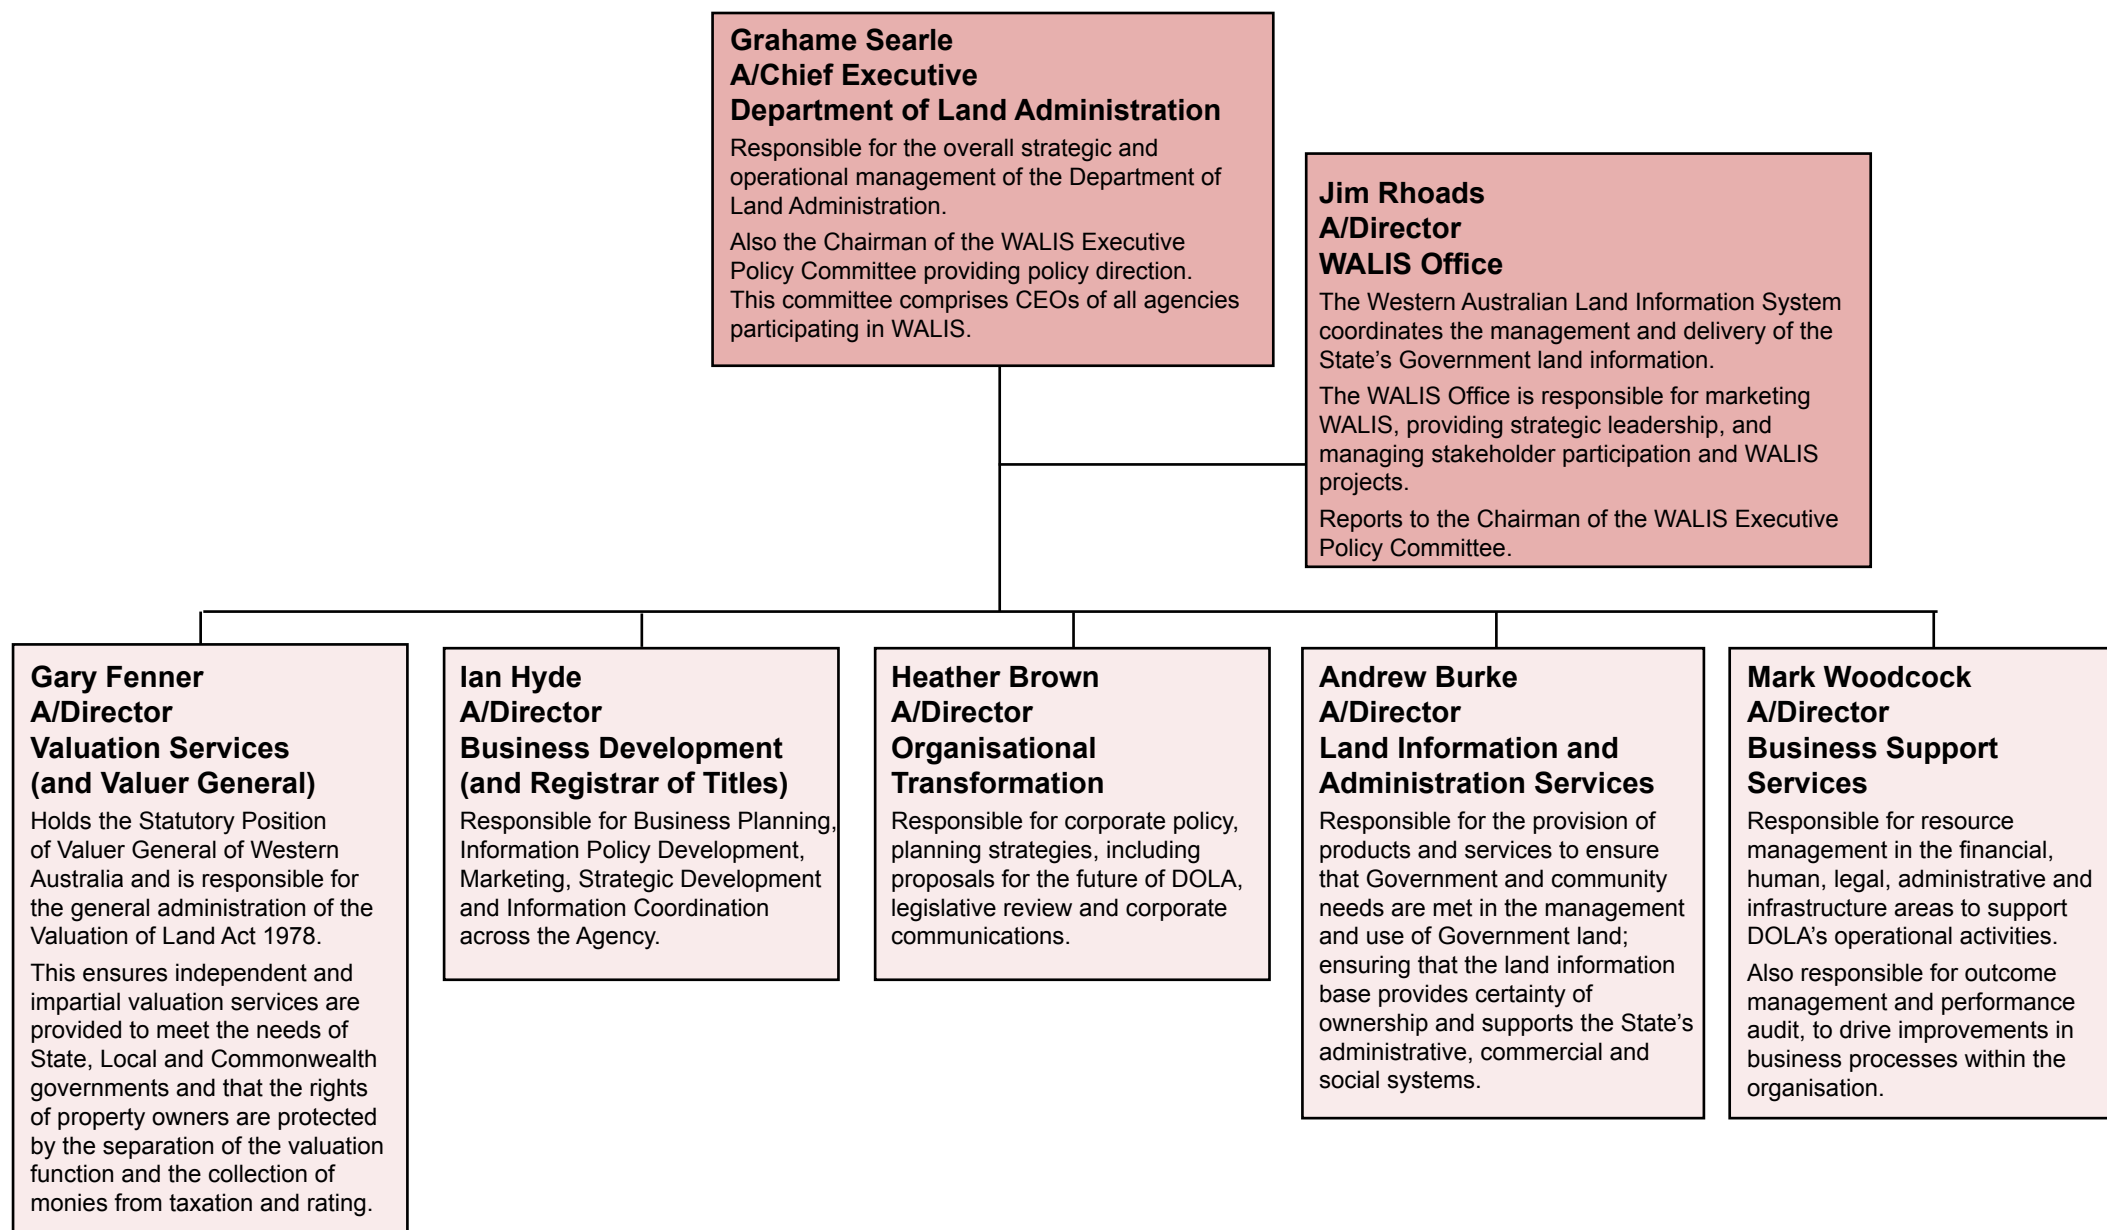 Grahame Searle
A/Chief Executive
Department of Land Administration
Responsible for the overall strategic and
operational management of the Department of
Land Administration.
Also the Chairman of the WALIS Executive
Policy Committee providing policy direction.
This committee comprises CEOs of all agencies
participating in WALIS.
Jim Rhoads
A/Director
WALIS Office
The Western Australian Land Information System
coordinates the management and delivery of the
State’s Government land information.
The WALIS Office is responsible for marketing
WALIS, providing strategic leadership, and
managing stakeholder participation and WALIS
projects.
Reports to the Chairman of the WALIS Executive
Policy Committee.
Gary Fenner
A/Director
Valuation Services
(and Valuer General)
Holds the Statutory Position
of Valuer General of Western
Australia and is responsible for
the general administration of the
Valuation of Land Act 1978.
This ensures independent and
impartial valuation services are
provided to meet the needs of
State, Local and Commonwealth
governments and that the rights
of property owners are protected
by the separation of the valuation
function and the collection of
monies from taxation and rating.
Ian Hyde
A/Director
Business Development
(and Registrar of Titles)
Responsible for Business Planning,
Information Policy Development,
Marketing, Strategic Development
and Information Coordination
across the Agency.
Heather Brown
A/Director
Organisational
Transformation
Responsible for corporate policy,
planning strategies, including
proposals for the future of DOLA,
legislative review and corporate
communications.
Andrew Burke
A/Director
Land Information and
Administration Services
Responsible for the provision of
products and services to ensure
that Government and community
needs are met in the management
and use of Government land;
ensuring that the land information
base provides certainty of
ownership and supports the State’s
administrative, commercial and
social systems.
Mark Woodcock
A/Director
Business Support
Services
Responsible for resource
management in the financial,
human, legal, administrative and
infrastructure areas to support
DOLA’s operational activities.
Also responsible for outcome
management and performance
audit, to drive improvements in
business processes within the
organisation.